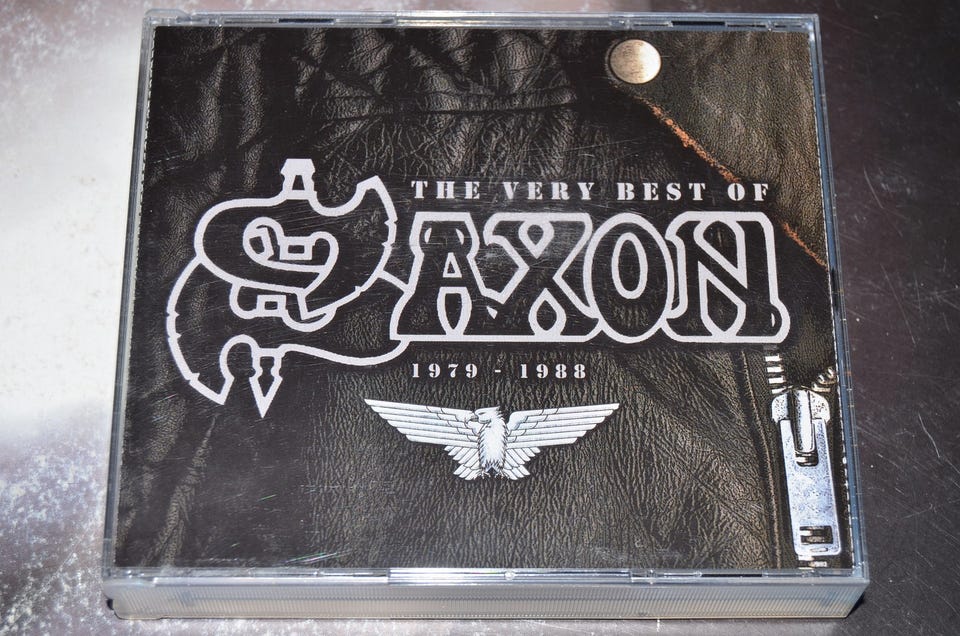 THE VERY BEST OF
SAXON
1979 - 1988